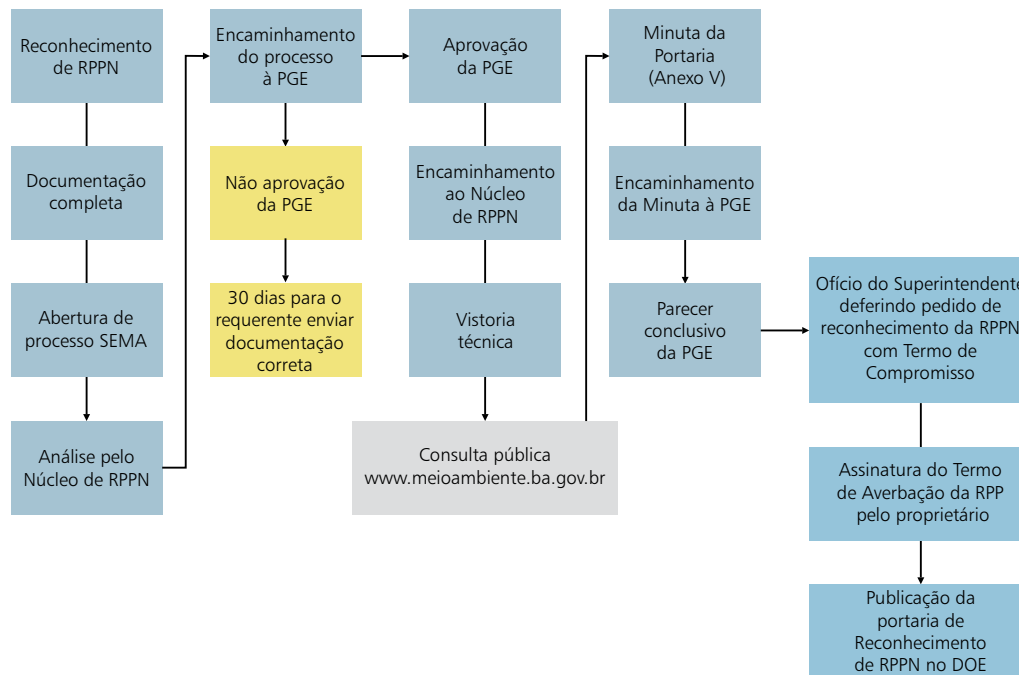 Reconhecimento
de RPPN
Documentação
completa
Abertura de
processo SEMA
Análise pelo
Núcleo de RPPN
Encaminhamento
do processo
à PGE
Não aprovação
da PGE
30 dias para o
requerente enviar
documentação
correta
Aprovação
da PGE
Encaminhamento
ao Núcleo
de RPPN
Vistoria
técnica
Consulta pública
www.meioambiente.ba.gov.br
Minuta da
Portaria
(Anexo V)
Encaminhamento
da Minuta à PGE
Parecer
conclusivo
da PGE
Ofício do Superintendente
deferindo pedido de
reconhecimento da RPPN
com Termo de
Compromisso
Assinatura do Termo
de Averbação da RPP
pelo proprietário
Publicação da
portaria de
Reconhecimento
de RPPN no DOE